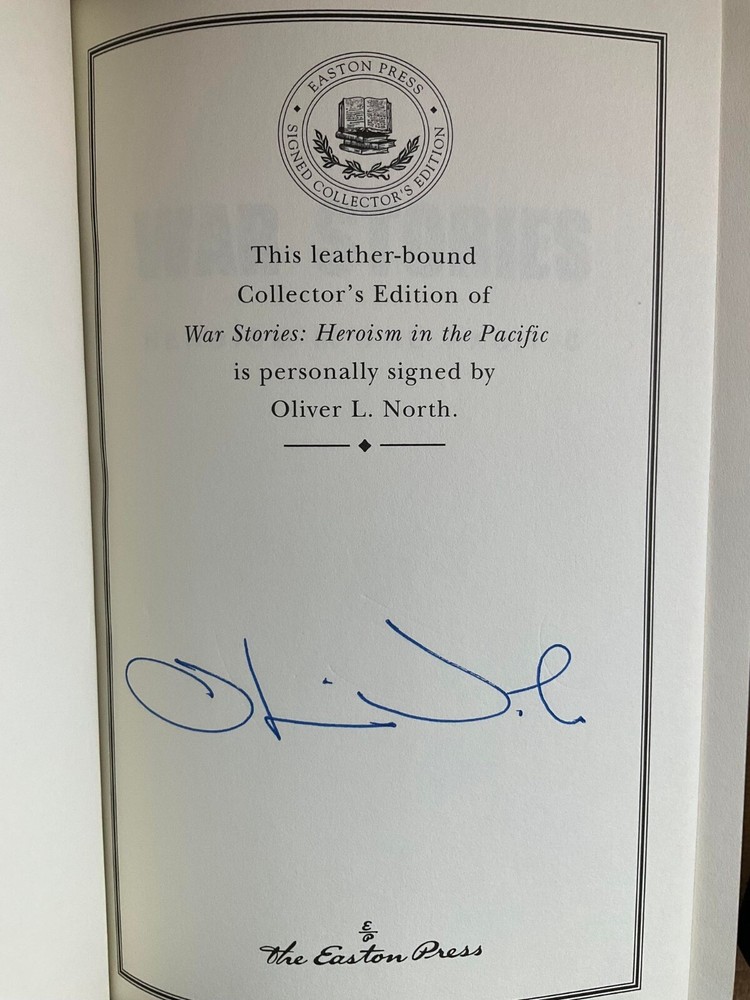 EASTON PRESS
SIGNED COLLECTOR'S EDITION
This leather-bound
Collector's Edition of
War Stories: Heroism in the Pacific
is personally signed by
Oliver L. North.
E/P
The Easton Press